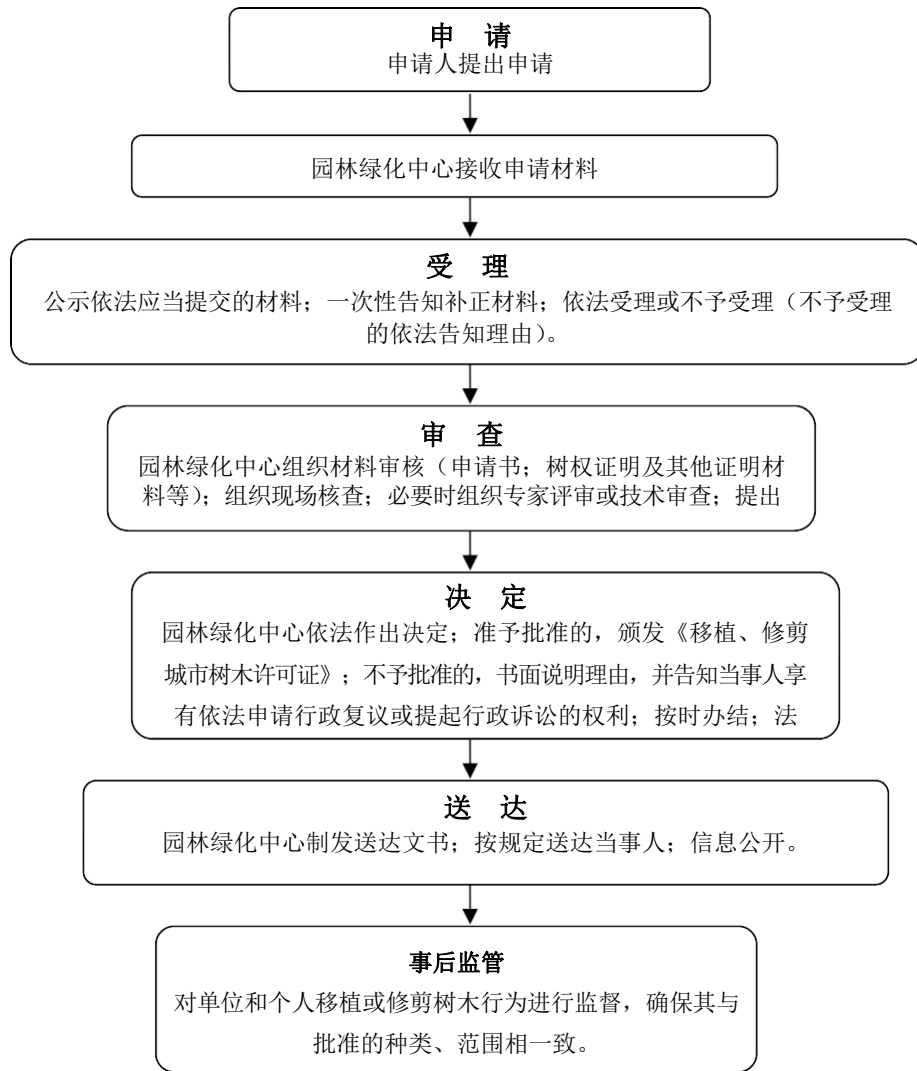 申 请
申请人提出申请
园林绿化中心接收申请材料
受 理
公示依法应当提交的材料；一次性告知补正材料；依法受理或不予受理（不予受理
的依法告知理由）。
审 查
园林绿化中心组织材料审核（申请书；树权证明及其他证明材
料等）；组织现场核查；必要时组织专家评审或技术审查；提出
决 定
园林绿化中心依法作出决定；准予批准的，颁发《移植、修剪
城市树木许可证》；不予批准的，书面说明理由，并告知当事人享
有依法申请行政复议或提起行政诉讼的权利；按时办结；法
送 达
园林绿化中心制发送达文书；按规定送达当事人；信息公开。
事后监管
对单位和个人移植或修剪树木行为进行监督，确保其与
批准的种类、范围相一致。